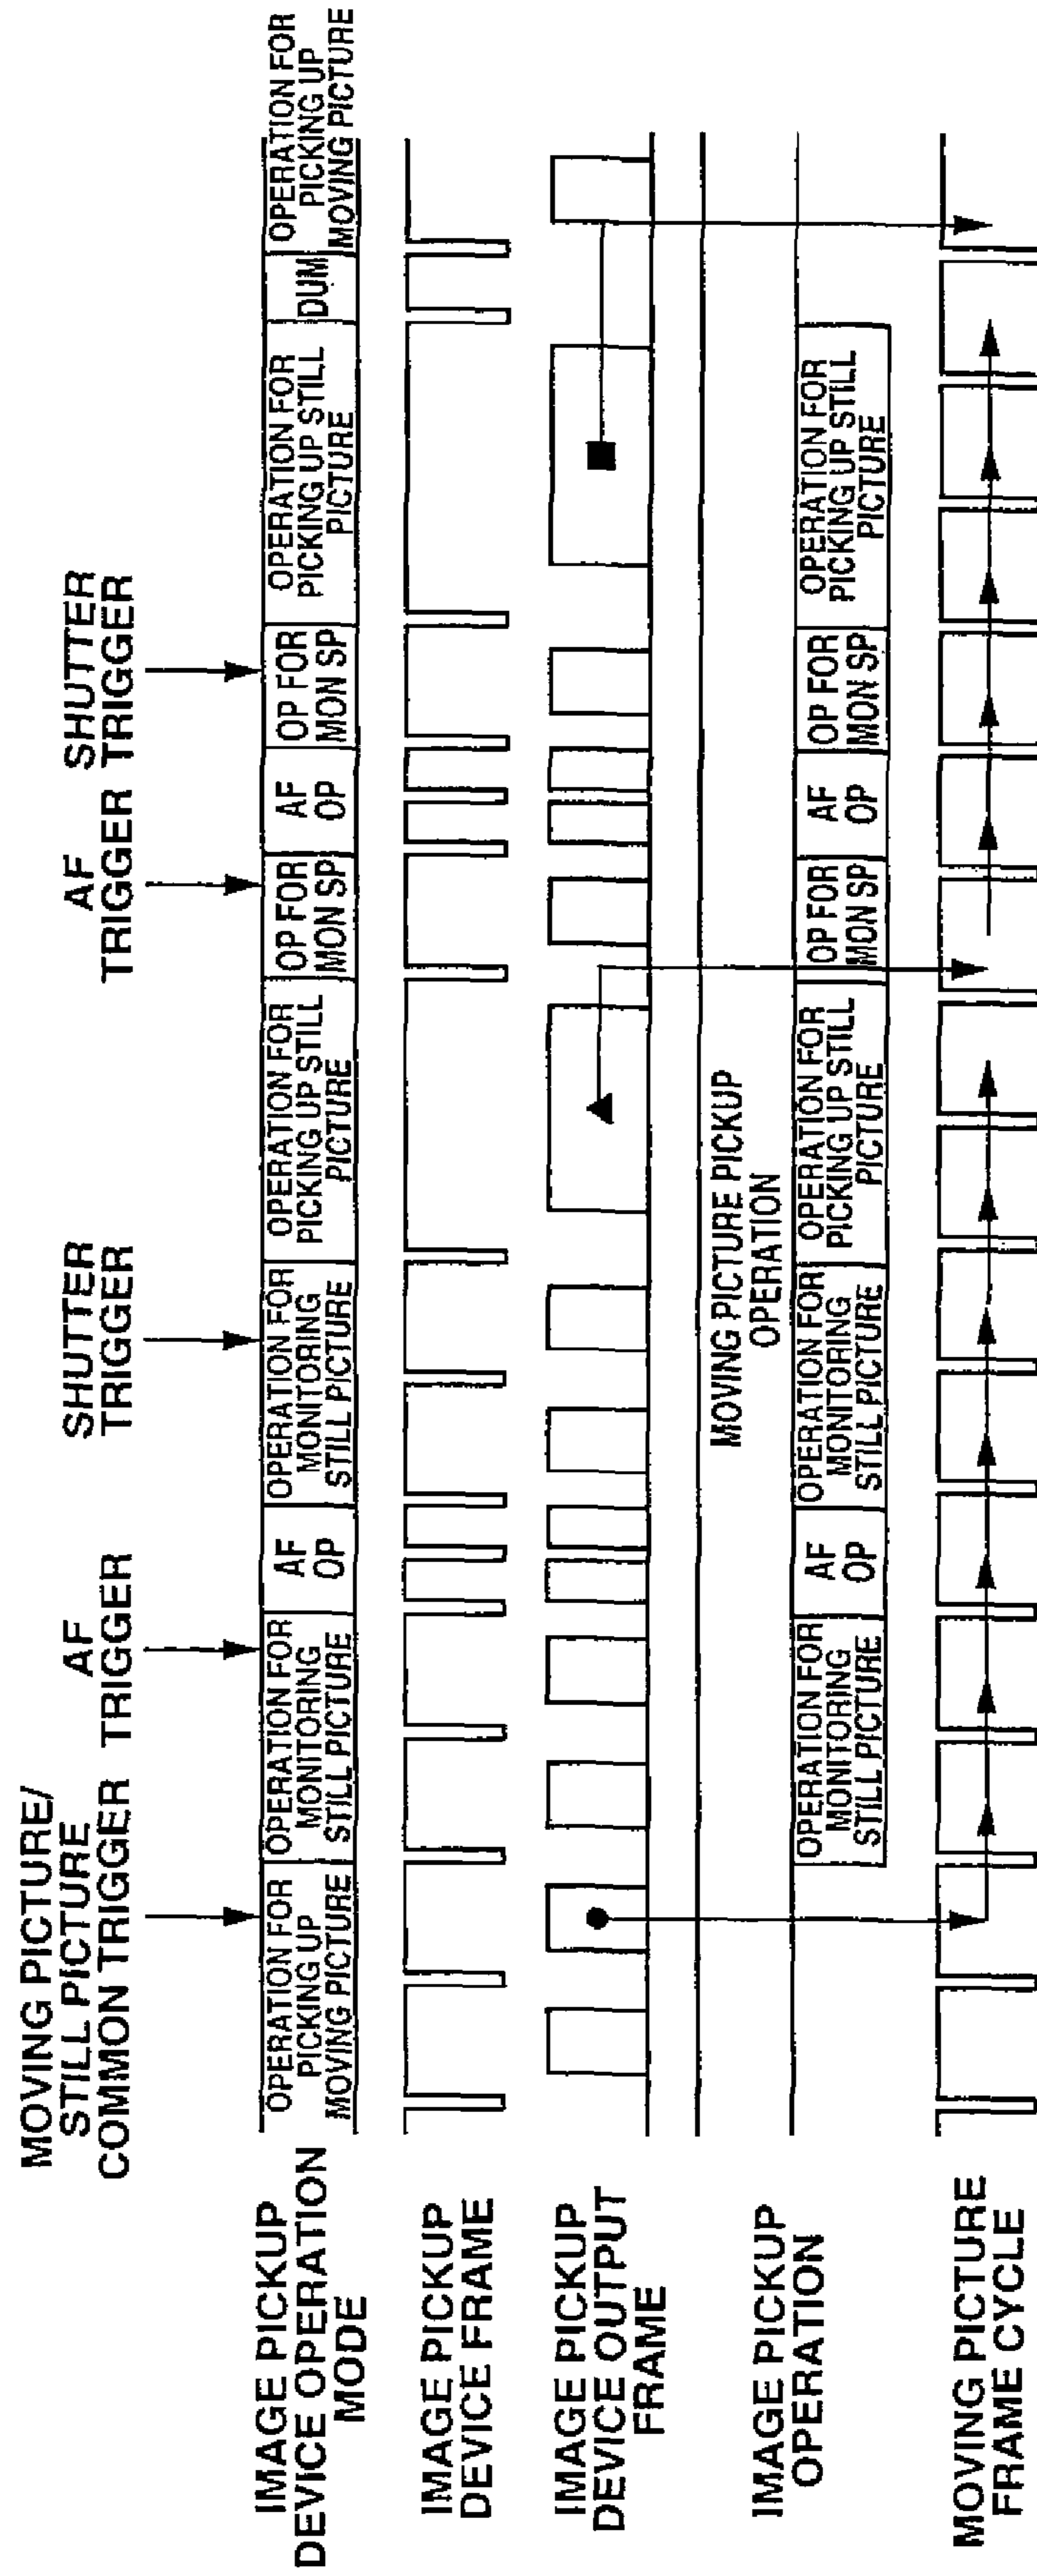 MOVING PICTURE/
STILL PICTURE
COMMON TRIGGER
AF
TRIGGER
SHUTTER
TRIGGER
AF
TRIGGER
SHUTTER
TRIGGER
IMAGE PICKUP
DEVICE OPERATION
MODE
OPERATION FOR
PICKING UP
MOVING PICTURE
OPERATION FOR
MONITORING
STILL PICTURE
AF
OP
OPERATION FOR
MONITORING
STILL PICTURE
OPERATION FOR
PICKING UP STILL
PICTURE
OP FOR
MON SP
AF
OP
OP FOR
MON SP
OPERATION FOR
PICKING UP STILL
PICTURE
DUM
OPERATION FOR
PICKING UP
MOVING PICTURE
IMAGE PICKUP
DEVICE FRAME
IMAGE PICKUP
DEVICE OUTPUT
FRAME
IMAGE PICKUP
OPERATION
MOVING PICTURE PICKUP
OPERATION
OPERATION FOR
MONITORING
STILL PICTURE
AF
OP
OPERATION FOR
MONITORING
STILL PICTURE
OPERATION FOR
PICKING UP STILL
PICTURE
OP FOR
MON SP
AF
OP
OP FOR
MON SP
OPERATION FOR
PICKING UP STILL
PICTURE
MOVING PICTURE
FRAME CYCLE